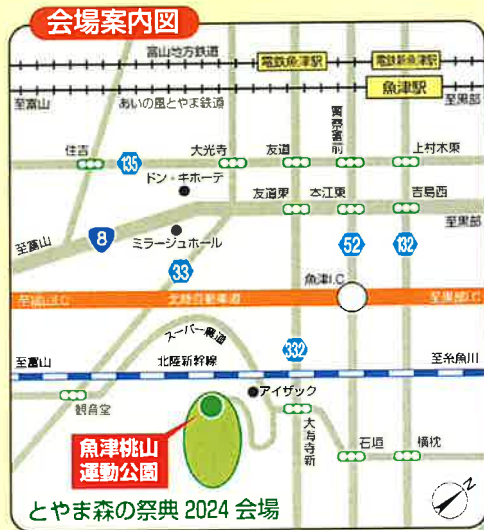 会場案内図
富山地方鉄道
電鉄魚津駅
電鉄新魚津駅
魚津駅
至富山
あいの風とやま鉄道
至黒部
住吉
135
大光寺
友道
警察署前
上村木東
ドン・キホーテ
友道東
本江東
吉島西
至富山
8
ミラージュホール
至黒部
33
52
132
魚津I.C
至富山I.C
北陸自動車道
至黒部I.C
スーパー農道
332
至富山
北陸新幹線
至糸魚川
アイザック
観音堂
大海寺新
石垣
横枕
魚津桃山
運動公園
とやま森の祭典 2024 会場
N